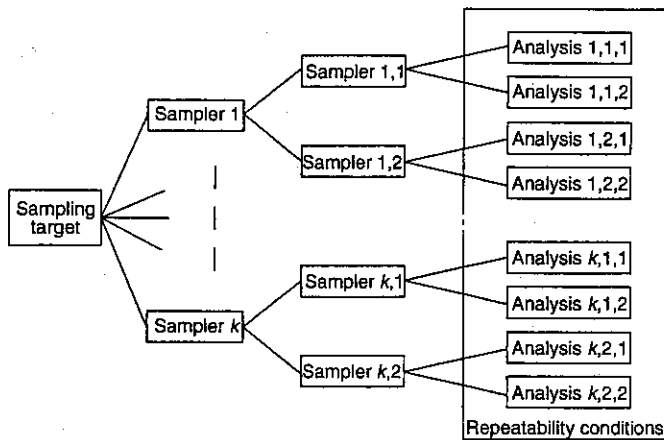 Sampling
target
Sampler 1
Sampler k
Sampler 1,1
Sampler 1,2
Sampler k,1
Sampler k,2
Analysis 1,1,1
Analysis 1,1,2
Analysis 1,2,1
Analysis 1,2,2
Analysis k,1,1
Analysis k,1,2
Analysis k,2,1
Analysis k,2,2
Repeatability conditions